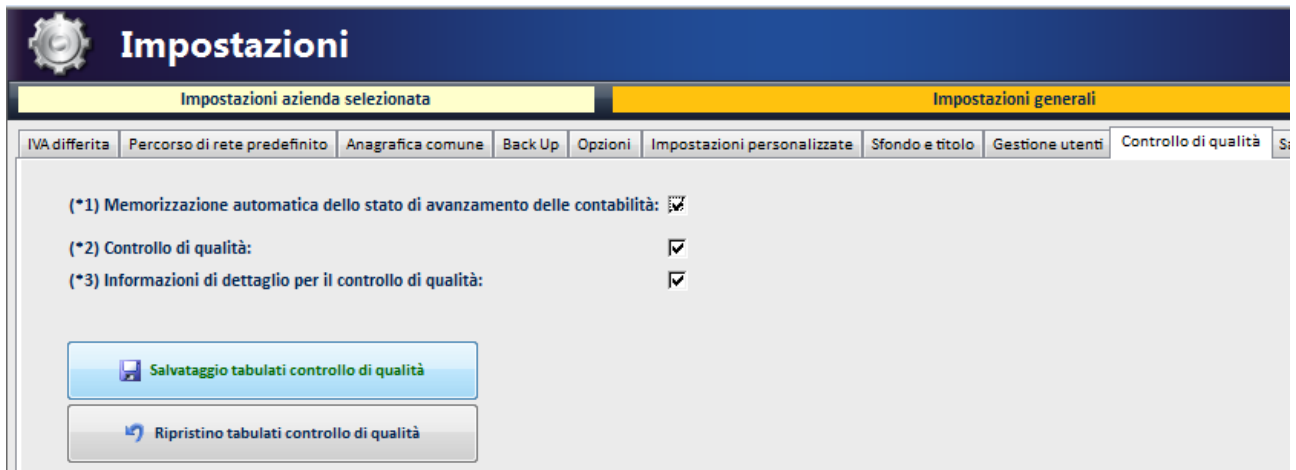 Impostazioni
Impostazioni azienda selezionata Impostazioni generali
IVA differita Percorso di rete predefinito Anagrafica comune Back Up Opzioni Impostazioni personalizzate Sfondo e titolo Gestione utenti Controllo di qualità
(*1) Memorizzazione automatica dello stato di avanzamento delle contabilità:
(*2) Controllo di qualità:
(*3) Informazioni di dettaglio per il controllo di qualità:
Salvataggio tabulati controllo di qualità
Ripristino tabulati controllo di qualità